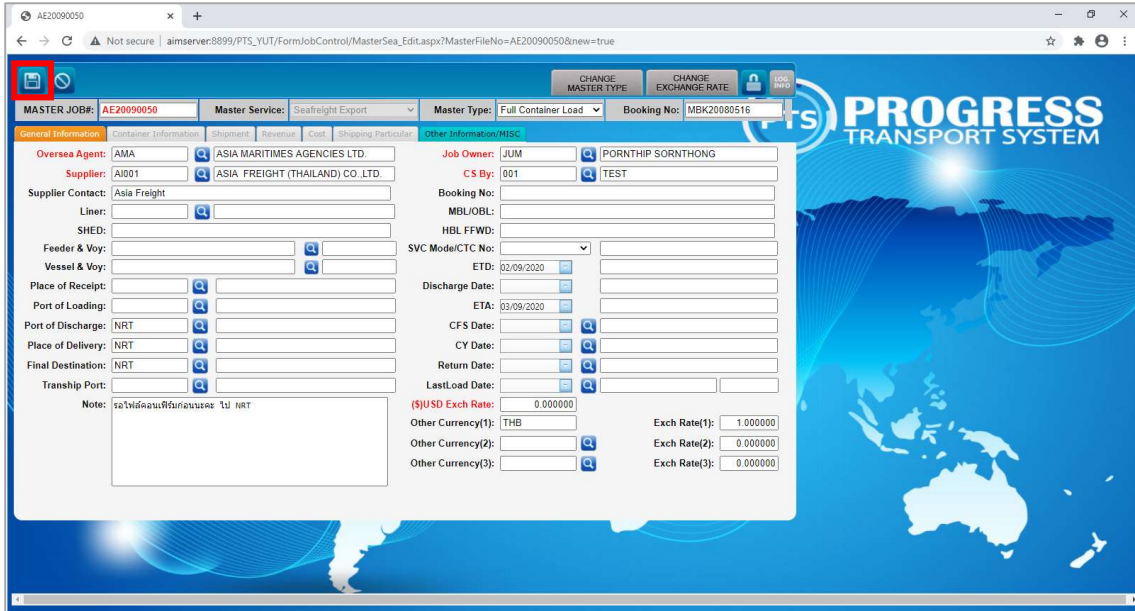 AE20090050
Not secure | aimserver:8899/PTS_YUT/FormJobControl/MasterSea_Edit.aspx?MasterFileNo=AE20090050&new=true
CHANGE MASTER TYPE CHANGE EXCHANGE RATE LOG INFO
MASTER JOB#: AE20090050 Master Service: Seafreight Export Master Type: Full Container Load Booking No: MBK20080516
PTS PROGRESS
TRANSPORT SYSTEM
General Information Container Information Shipment Revenue Cost Shipping Particular Other Information/MISC
Oversea Agent: AMA ASIA MARITIMES AGENCIES LTD. Job Owner: JUM PORNTHIP SORNTHONG
Supplier: AI001 ASIA FREIGHT (THAILAND) CO.,LTD. CS By: 001 TEST
Supplier Contact: Asia Freight Booking No:
Liner: MBL/OBL:
SHED: HBL FFWD:
Feeder & Voy: SVC Mode/CTC No:
Vessel & Voy: ETD: 02/09/2020
Place of Receipt: Discharge Date:
Port of Loading: ETA: 03/09/2020
Port of Discharge: NRT CFS Date:
Place of Delivery: NRT CY Date:
Final Destination: NRT Return Date:
Tranship Port: LastLoad Date:
Note: รอไฟล์คอนเฟิร์มก่อนนะคะ ไป NRT ($)USD Exch Rate: 0.000000
Other Currency(1): THB Exch Rate(1): 1.000000
Other Currency(2): Exch Rate(2): 0.000000
Other Currency(3): Exch Rate(3): 0.000000